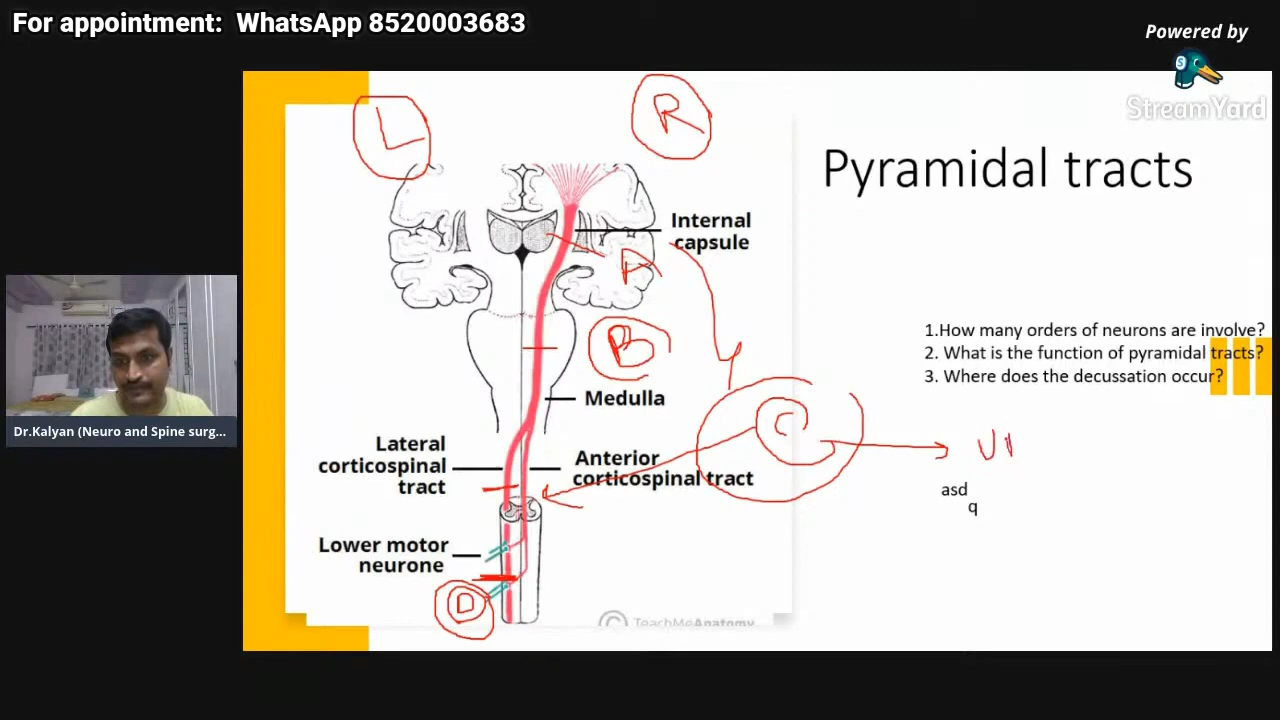 For appointment: WhatsApp 8520003683
Powered by
StreamYard
L
R
Pyramidal tracts
Internal
capsule
A
B
1.How many orders of neurons are involve?
2. What is the function of pyramidal tracts?
3. Where does the decussation occur?
Medulla
C
Lateral
corticospinal
tract
Anterior
corticospinal tract
asd
q
Lower motor
neurone
D
TeachMeAnatomy
Dr.Kalyan (Neuro and Spine surg...